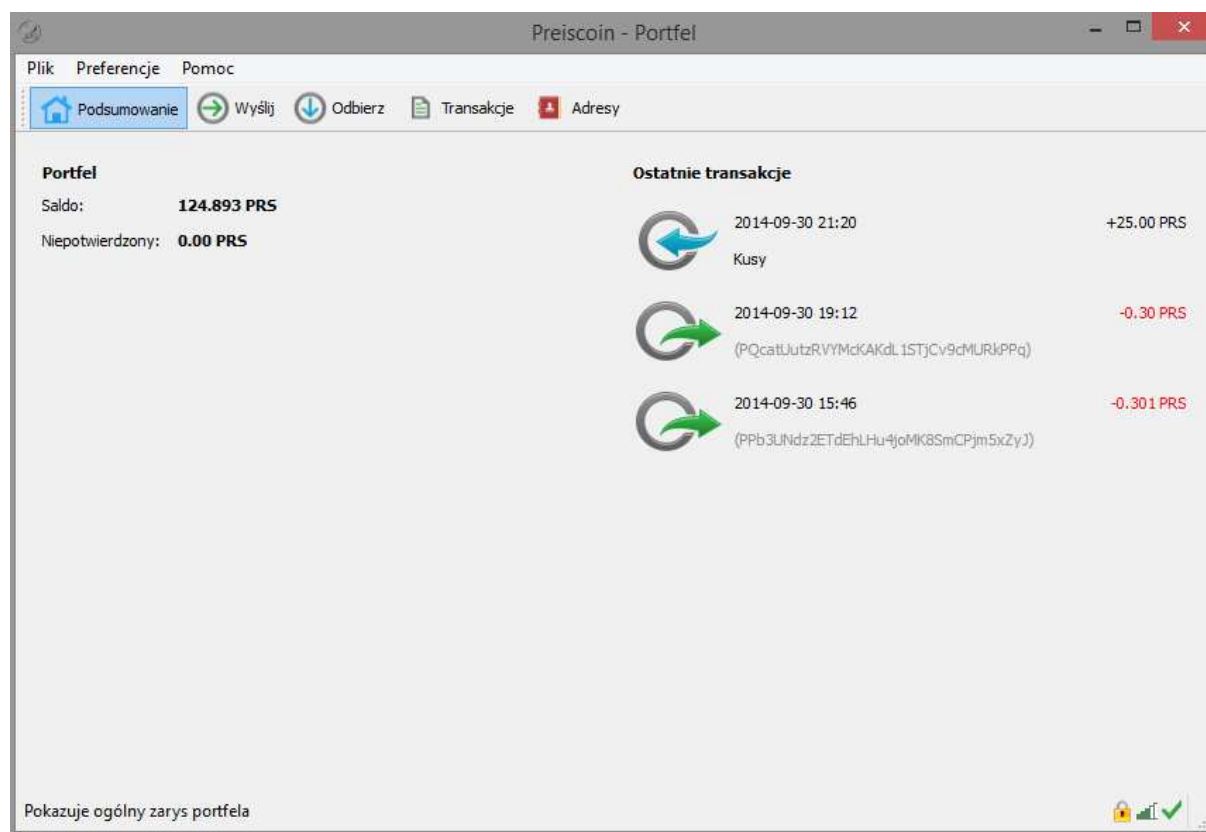 Preiscoin - Portfel
Plik Preferencje Pomoc
Podsumowanie Wyślij Odbierz Transakcje Adresy
Portfel
Saldo: 124.893 PRS
Niepotwierdzony: 0.00 PRS
Ostatnie transakcje
2014-09-30 21:20 +25.00 PRS
Kusy
2014-09-30 19:12 -0.30 PRS
(PQcatUutzRVYMcKAKdL1STjCv9cMURkPPq)
2014-09-30 15:46 -0.301 PRS
(PPb3UNdz2ETdEhLHu4joMK8SmCPjm5xZyJ)
Pokazuje ogólny zarys portfela